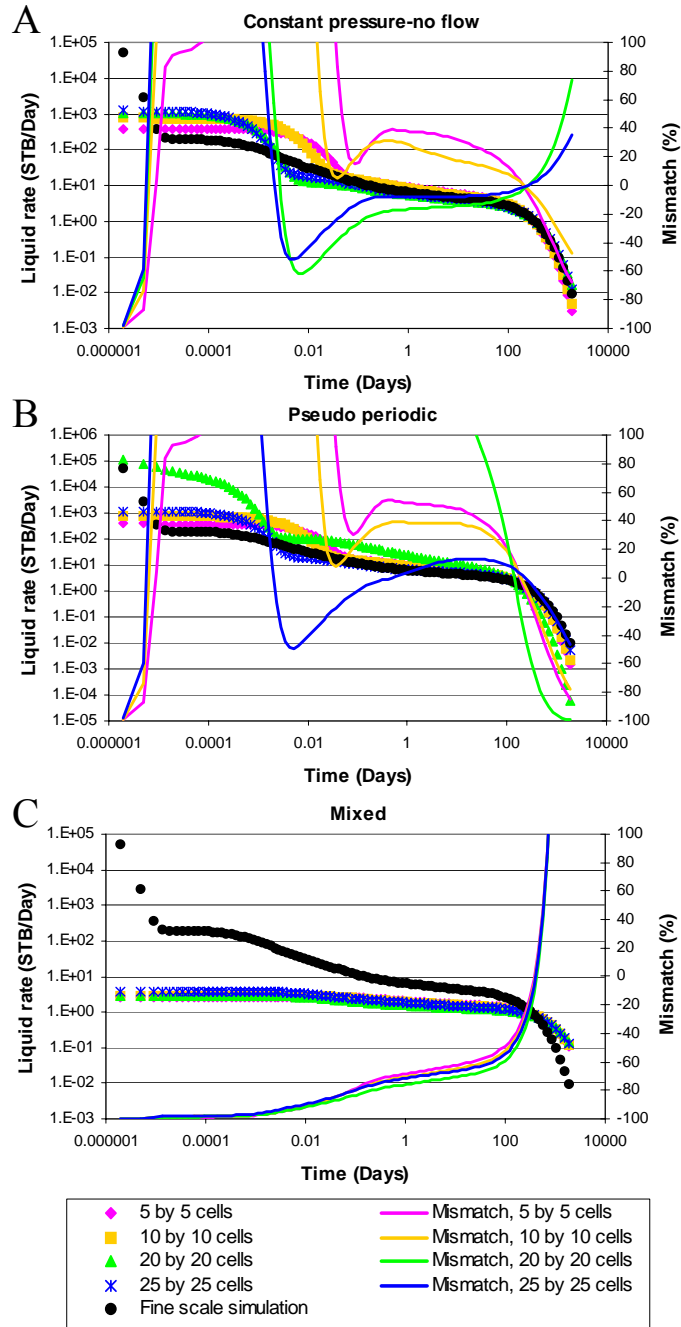 A
Constant pressure-no flow
1.E+05
1.E+04
1.E+03
1.E+02
1.E+01
1.E+00
1.E-01
1.E-02
1.E-03
Liquid rate (STB/Day)
100
80
60
40
20
0
-20
-40
-60
-80
-100
Mismatch (%)
0.000001 0.0001 0.01 1 100 10000
Time (Days)
B
Pseudo periodic
1.E+06
1.E+05
1.E+04
1.E+03
1.E+02
1.E+01
1.E+00
1.E-01
1.E-02
1.E-03
1.E-04
1.E-05
Liquid rate (STB/Day)
100
80
60
40
20
0
-20
-40
-60
-80
-100
Mismatch (%)
0.000001 0.0001 0.01 1 100 10000
Time (Days)
C
Mixed
1.E+05
1.E+04
1.E+03
1.E+02
1.E+01
1.E+00
1.E-01
1.E-02
1.E-03
Liquid rate (STB/Day)
100
80
60
40
20
0
-20
-40
-60
-80
-100
Mismatch (%)
0.000001 0.0001 0.01 1 100 10000
Time (Days)
5 by 5 cells
10 by 10 cells
20 by 20 cells
25 by 25 cells
Fine scale simulation
Mismatch, 5 by 5 cells
Mismatch, 10 by 10 cells
Mismatch, 20 by 20 cells
Mismatch, 25 by 25 cells